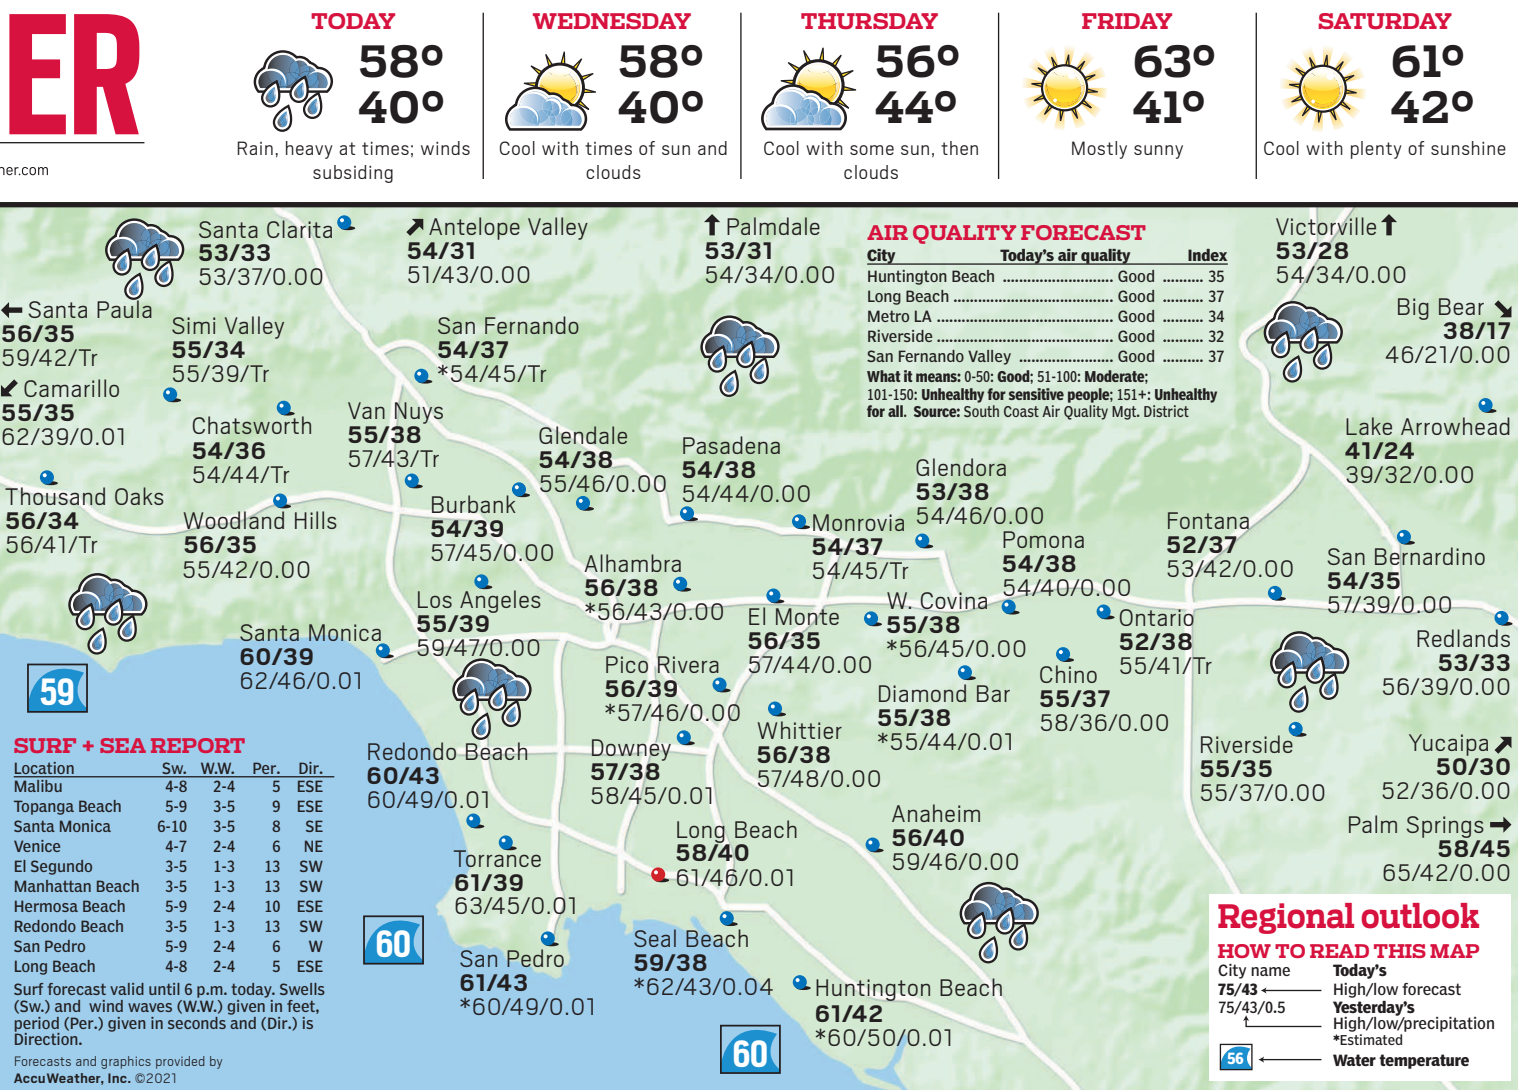 ER
her.com
TODAY
58°
40°
Rain, heavy at times; winds
subsiding
WEDNESDAY
58°
40°
Cool with times of sun and
clouds
THURSDAY
56°
44°
Cool with some sun, then
clouds
FRIDAY
63°
41°
Mostly sunny
SATURDAY
61°
42°
Cool with plenty of sunshine
Santa Clarita
53/33
53/37/0.00
Antelope Valley
54/31
51/43/0.00
Palmdale
53/31
54/34/0.00
AIR QUALITY FORECAST
City Today's air quality Index
Huntington Beach ............................ Good .......... 35
Long Beach ........................................ Good .......... 37
Metro LA ............................................ Good .......... 34
Riverside ............................................ Good .......... 32
San Fernando Valley ........................ Good .......... 37
What it means: 0-50: Good; 51-100: Moderate;
101-150: Unhealthy for sensitive people; 151+: Unhealthy
for all. Source: South Coast Air Quality Mgt. District
Victorville
53/28
54/34/0.00
Big Bear
38/17
46/21/0.00
Santa Paula
56/35
59/42/Tr
Simi Valley
55/34
55/39/Tr
San Fernando
54/37
*54/45/Tr
Camarillo
55/35
62/39/0.01
Chatsworth
54/36
54/44/Tr
Van Nuys
55/38
57/43/Tr
Glendale
54/38
55/46/0.00
Pasadena
54/38
54/44/0.00
Glendora
53/38
54/46/0.00
Lake Arrowhead
41/24
39/32/0.00
Thousand Oaks
56/34
56/41/Tr
Woodland Hills
56/35
55/42/0.00
Burbank
54/39
57/45/0.00
Monrovia
54/37
54/45/Tr
Pomona
54/38
54/40/0.00
Fontana
52/37
53/42/0.00
San Bernardino
54/35
57/39/0.00
Alhambra
56/38
*56/43/0.00
Los Angeles
55/39
59/47/0.00
El Monte
56/35
57/44/0.00
W. Covina
55/38
*56/45/0.00
Ontario
52/38
55/41/Tr
Redlands
53/33
56/39/0.00
Santa Monica
60/39
62/46/0.01
59
Pico Rivera
56/39
*57/46/0.00
Diamond Bar
55/38
*55/44/0.01
Chino
55/37
58/36/0.00
Whittier
56/38
57/48/0.00
Riverside
55/35
55/37/0.00
Yucaipa
50/30
52/36/0.00
SURF + SEA REPORT
Location Sw. W.W. Per. Dir.
Malibu 4-8 2-4 5 ESE
Topanga Beach 5-9 3-5 9 ESE
Santa Monica 6-10 3-5 8 SE
Venice 4-7 2-4 6 NE
El Segundo 3-5 1-3 13 SW
Manhattan Beach 3-5 1-3 13 SW
Hermosa Beach 5-9 2-4 10 ESE
Redondo Beach 3-5 1-3 13 SW
San Pedro 5-9 2-4 6 W
Long Beach 4-8 2-4 5 ESE
Surf forecast valid until 6 p.m. today. Swells
(Sw.) and wind waves (W.W.) given in feet,
period (Per.) given in seconds and (Dir.) is
Direction.
Forecasts and graphics provided by
AccuWeather, Inc. ©2021
Redondo Beach
60/43
60/49/0.01
Downey
57/38
58/45/0.01
Anaheim
56/40
59/46/0.00
Long Beach
58/40
61/46/0.01
Torrance
61/39
63/45/0.01
Palm Springs
58/45
65/42/0.00
60
San Pedro
61/43
*60/49/0.01
Seal Beach
59/38
*62/43/0.04
Huntington Beach
61/42
*60/50/0.01
60
Regional outlook
HOW TO READ THIS MAP
City name Today's
75/43 High/low forecast
75/43/0.5 Yesterday's
High/low/precipitation
*Estimated
56 Water temperature